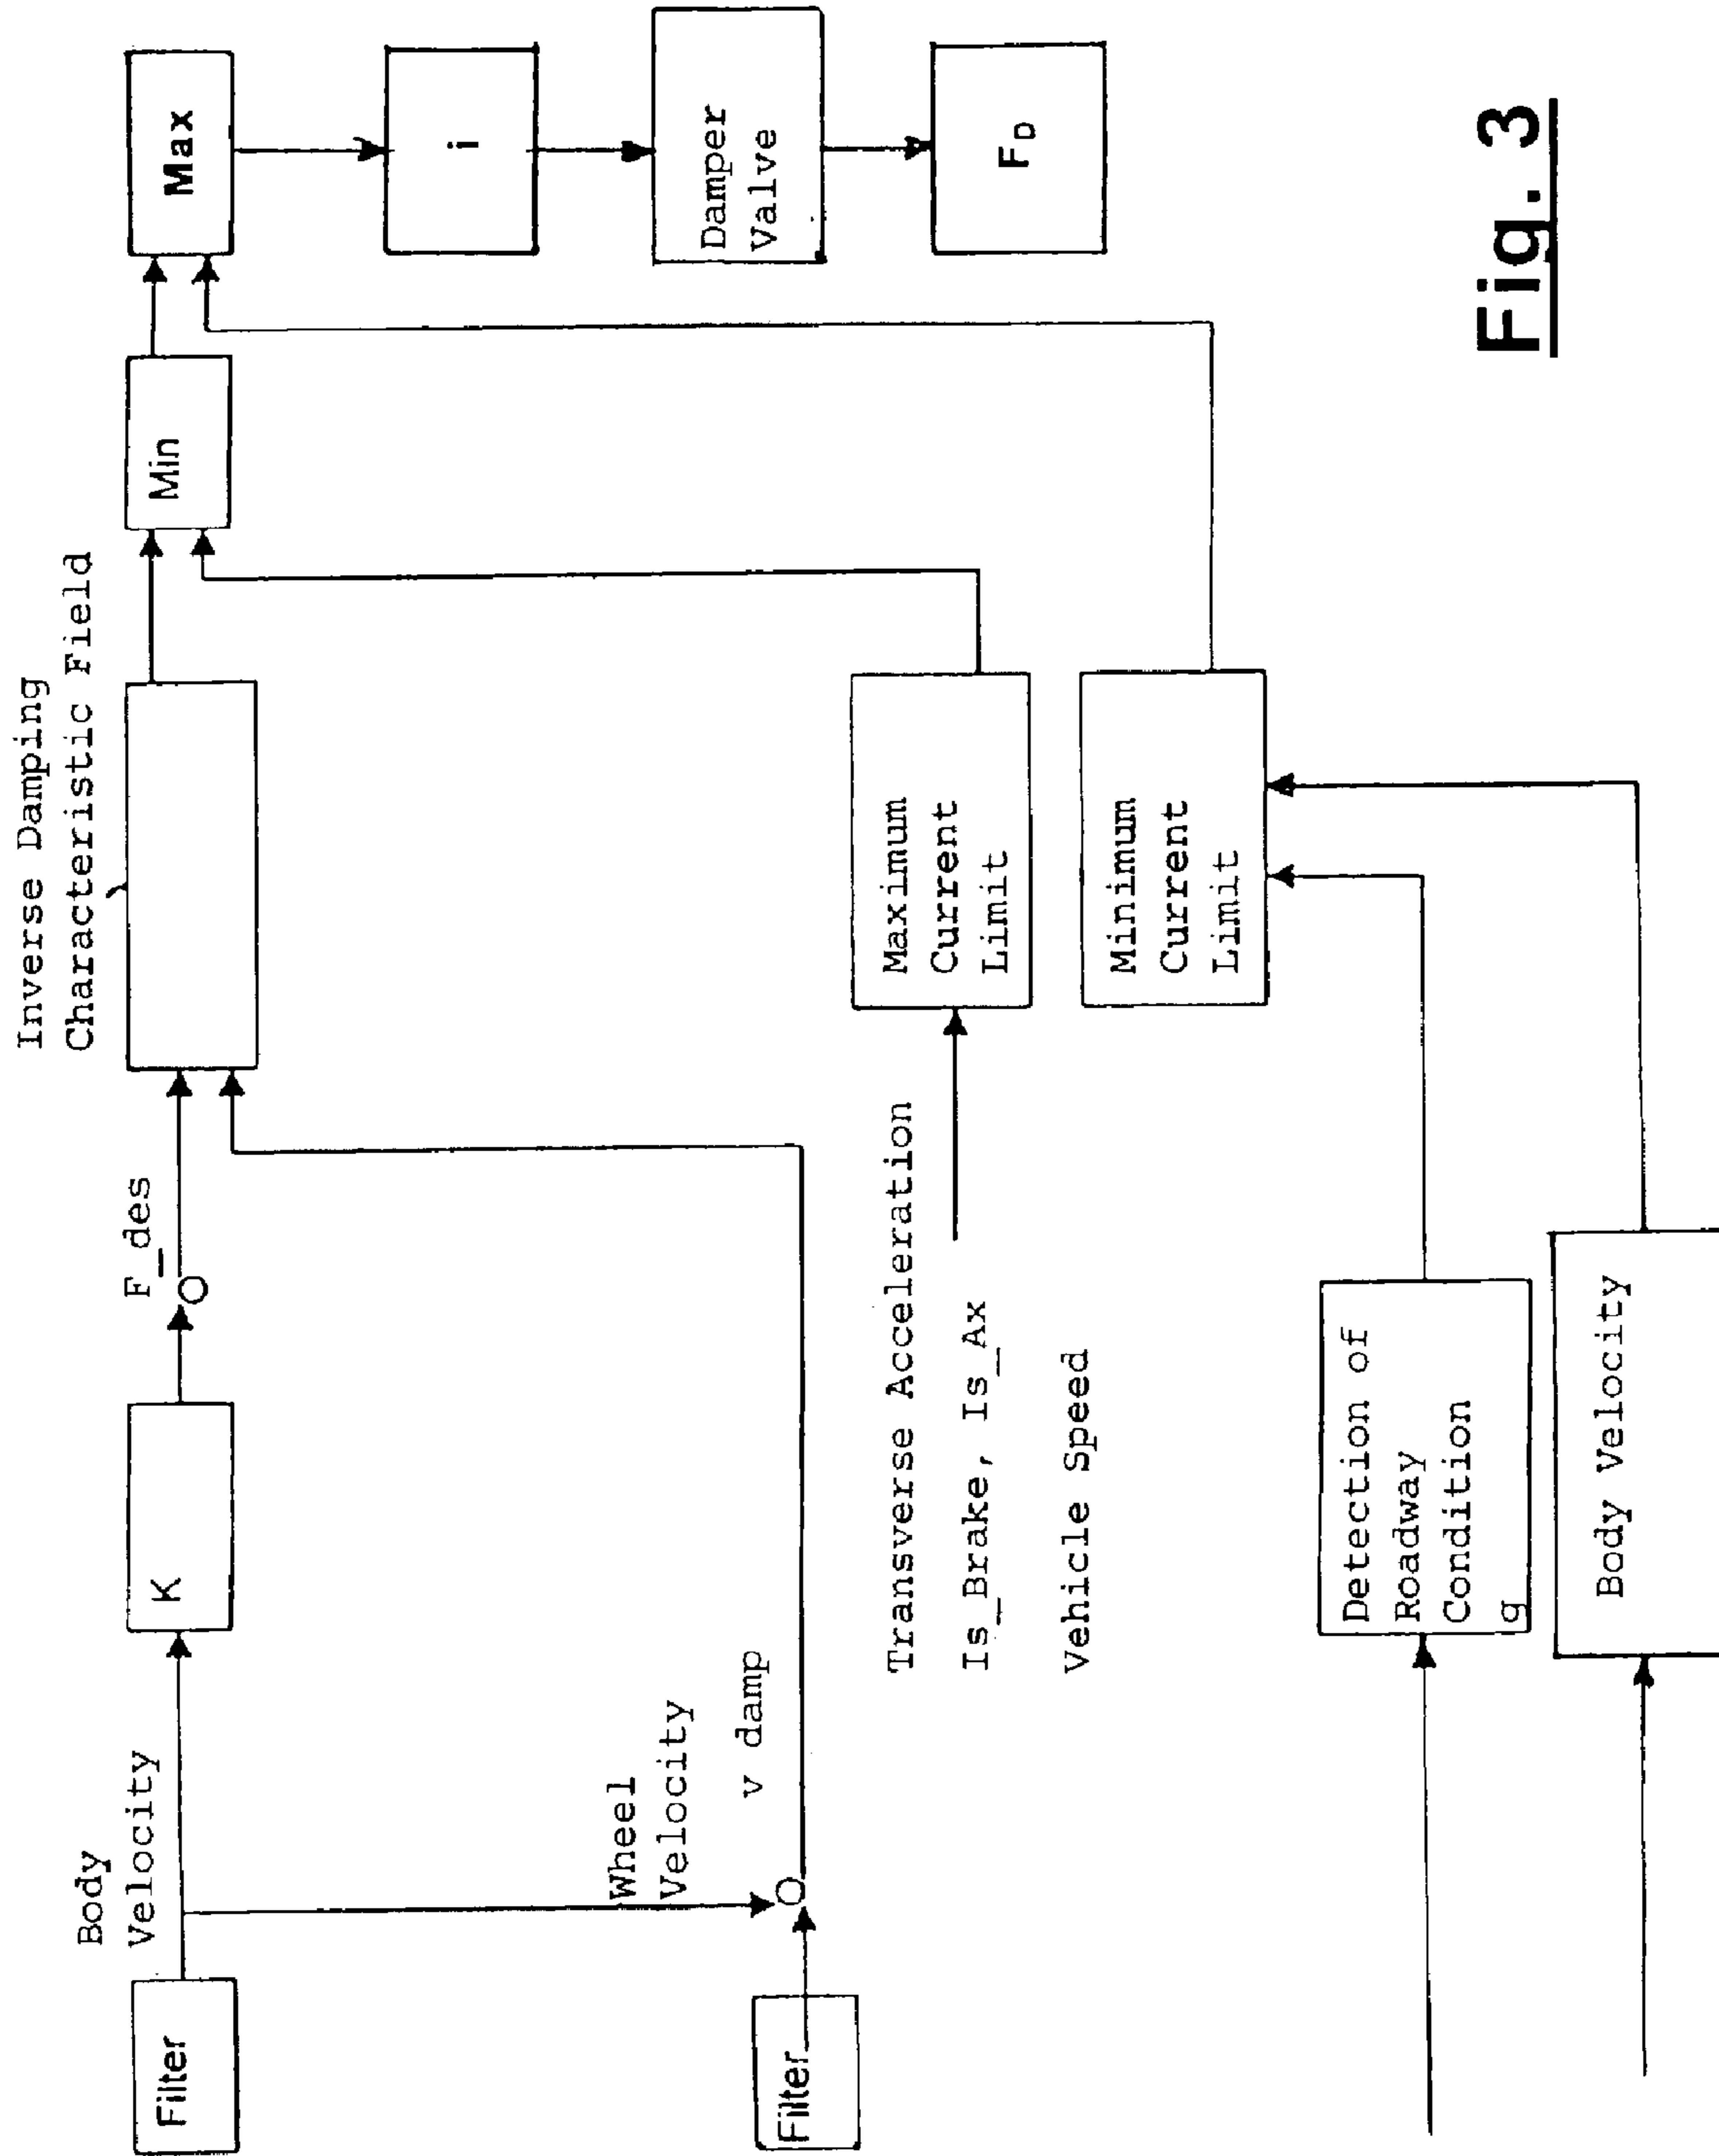 Filter
Body
Velocity
K
F_des
Inverse Damping
Characteristic Field
Min
Max
i
Damper
Valve
FD
Filter
Wheel
Velocity
v damp
Transverse Acceleration
Is_Brake, Is_Ax
Vehicle Speed
Maximum
Current
Limit
Minimum
Current
Limit
Detection of
Roadway
Condition
g
Body Velocity
Fig. 3